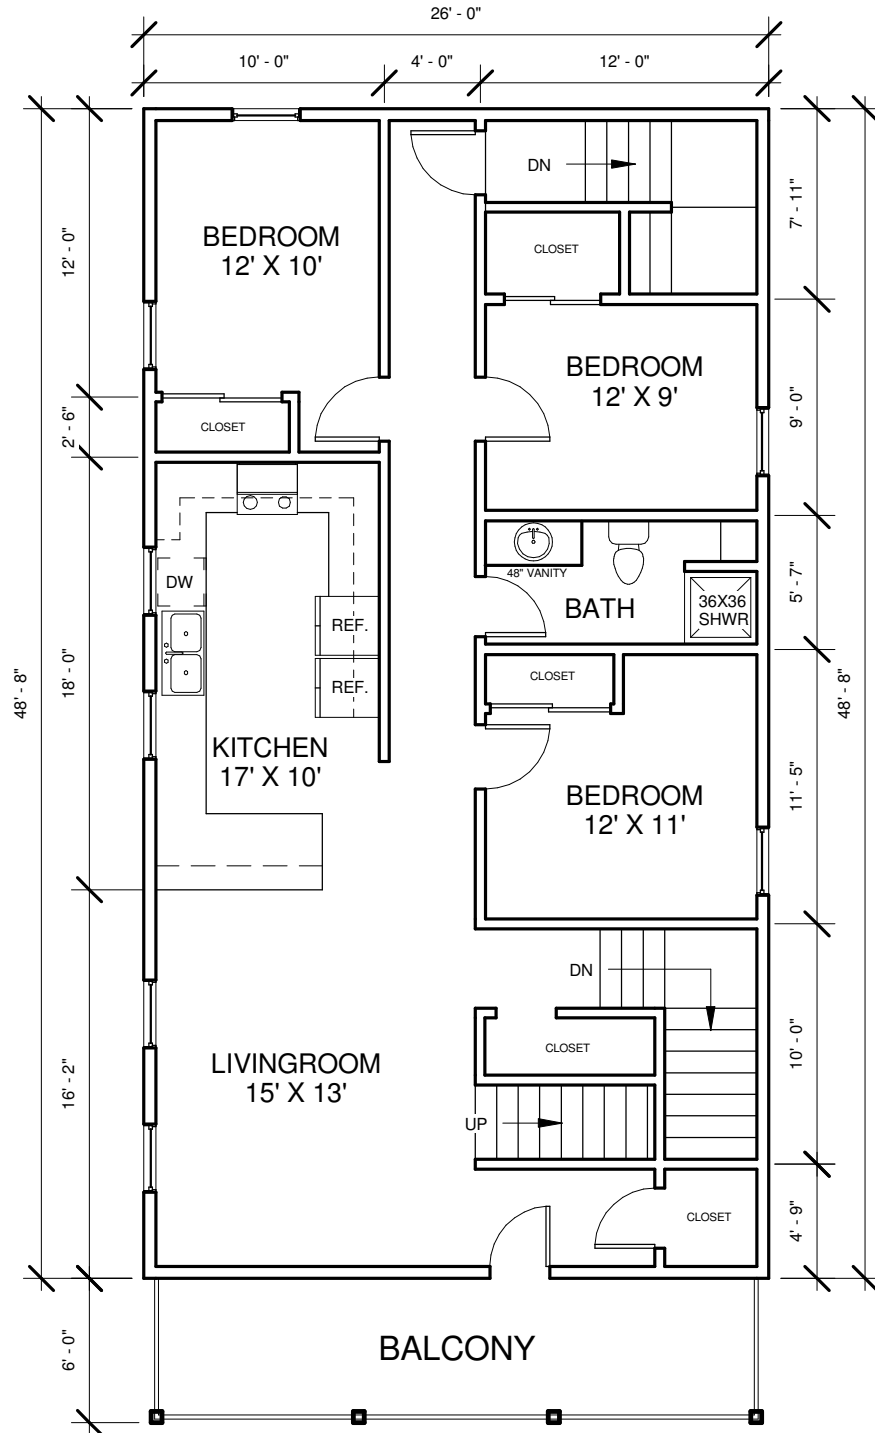 26' - 0"
10' - 0"
4' - 0"
12' - 0"
DN
7' - 11"
BEDROOM
12' X 10'
12' - 0"
CLOSET
BEDROOM
12' X 9'
9' - 0"
2' - 6"
CLOSET
DW
48" VANITY
BATH
36X36
SHWR
5' - 7"
REF.
REF.
48' - 8"
18' - 0"
48' - 8"
CLOSET
KITCHEN
17' X 10'
BEDROOM
12' X 11'
11' - 5"
DN
CLOSET
10' - 0"
LIVINGROOM
15' X 13'
16' - 2"
UP
CLOSET
4' - 9"
6' - 0"
BALCONY